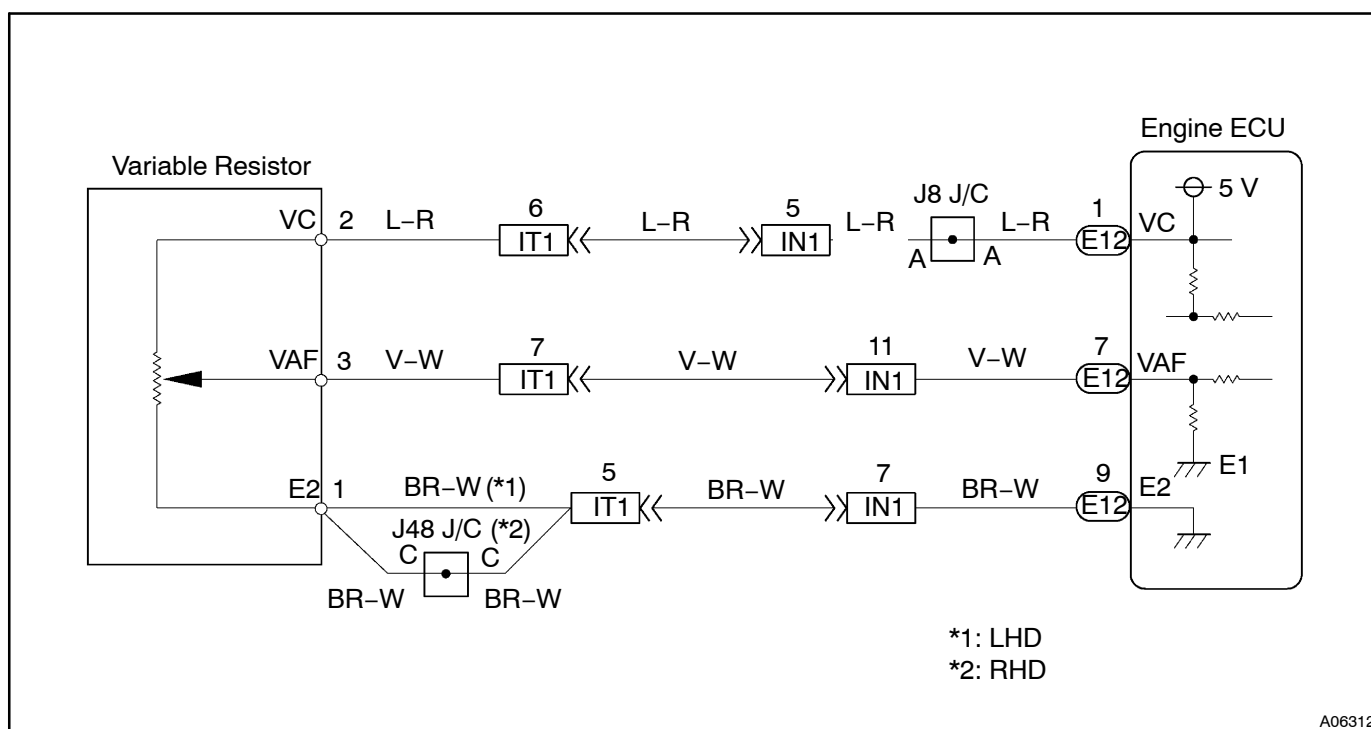 Engine ECU
Variable Resistor
5 V
VC 2 L–R 6 IT1 L–R 5 IN1 L–R A J8 J/C A L–R 1 E12 VC
VAF 3 V–W 7 IT1 V–W 11 IN1 V–W 7 E12 VAF
E1
E2 1 BR–W (*1) 5 IT1 BR–W 7 IN1 BR–W 9 E12 E2
J48 J/C (*2)
C C
BR–W BR–W
*1: LHD
*2: RHD
A06312